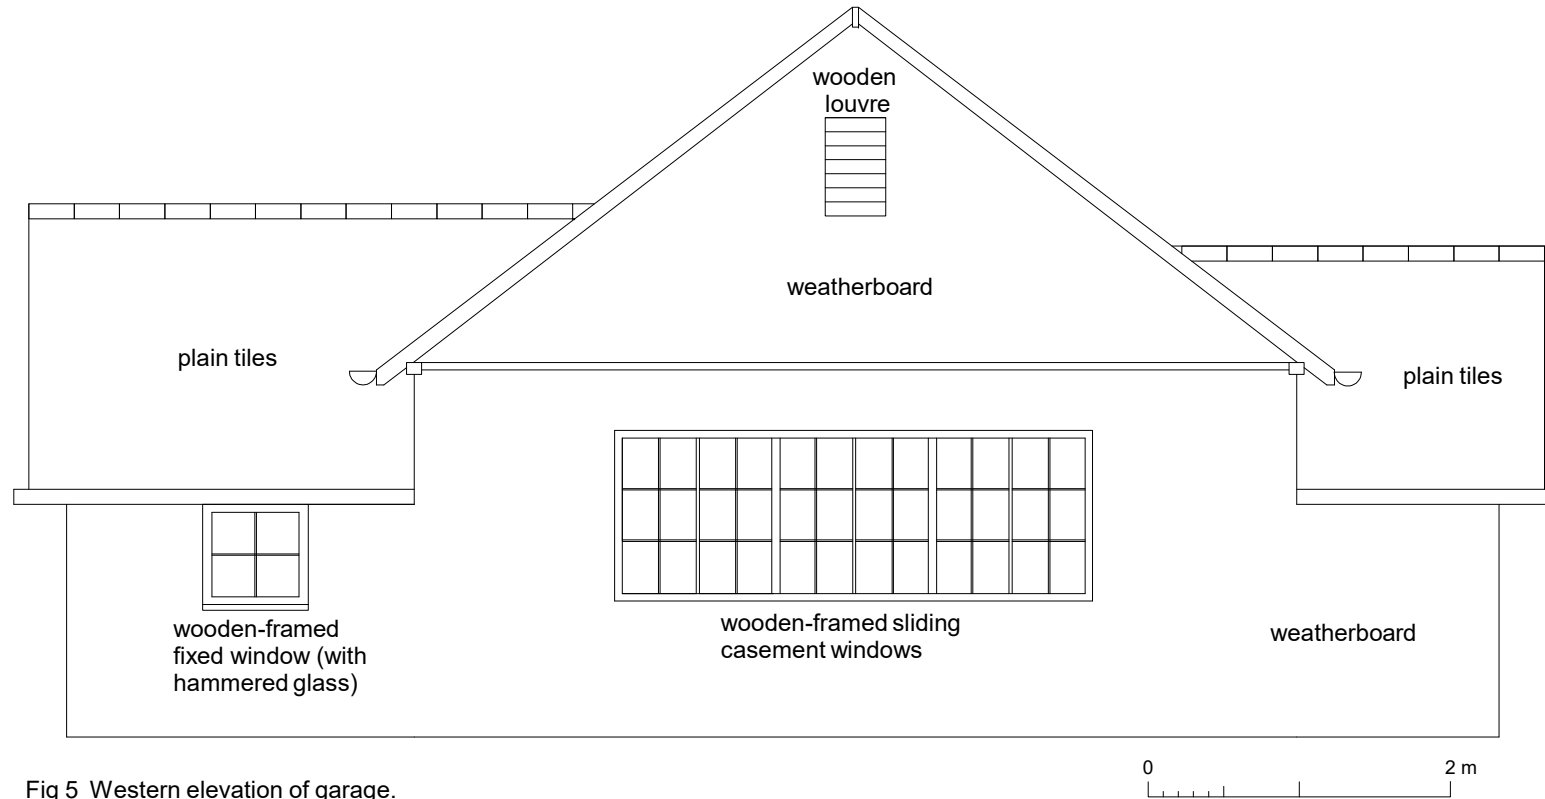 wooden
louvre
weatherboard
plain tiles
plain tiles
wooden-framed
fixed window (with
hammered glass)
wooden-framed sliding
casement windows
weatherboard
0 2 m
Fig 5 Western elevation of garage.